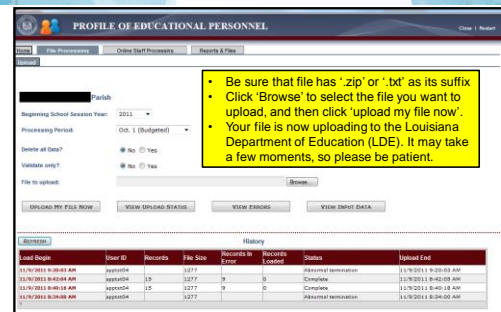 PROFILE OF EDUCATIONAL PERSONNEL
Close | Restart
Home File Processing Online Staff Processing Reports & Files
Upload
Parish
Beginning School Session Year: 2011
Processing Period: Oct. 1 (Budgeted)
Delete all Data? No Yes
Validate only? No Yes
File to upload: Browse...
• Be sure that file has '.zip' or '.txt' as its suffix
• Click 'Browse' to select the file you want to
upload, and then click 'upload my file now'.
• Your file is now uploading to the Louisiana
Department of Education (LDE). It may take
a few moments, so please be patient.
UPLOAD MY FILE NOW VIEW UPLOAD STATUS VIEW ERRORS VIEW INPUT DATA
REFRESH History
Load Begin User ID Records File Size Records In Error Records Loaded Status Upload End
11/9/2011 9:20:03 AM apptst04 1277 Abnormal termination 11/9/2011 9:20:03 AM
11/9/2011 8:42:04 AM apptst04 15 1277 9 0 Complete 11/9/2011 8:42:05 AM
11/9/2011 8:40:16 AM apptst04 15 1277 9 0 Complete 11/9/2011 8:40:18 AM
11/9/2011 8:34:00 AM apptst04 1277 Abnormal termination 11/9/2011 8:34:00 AM
1